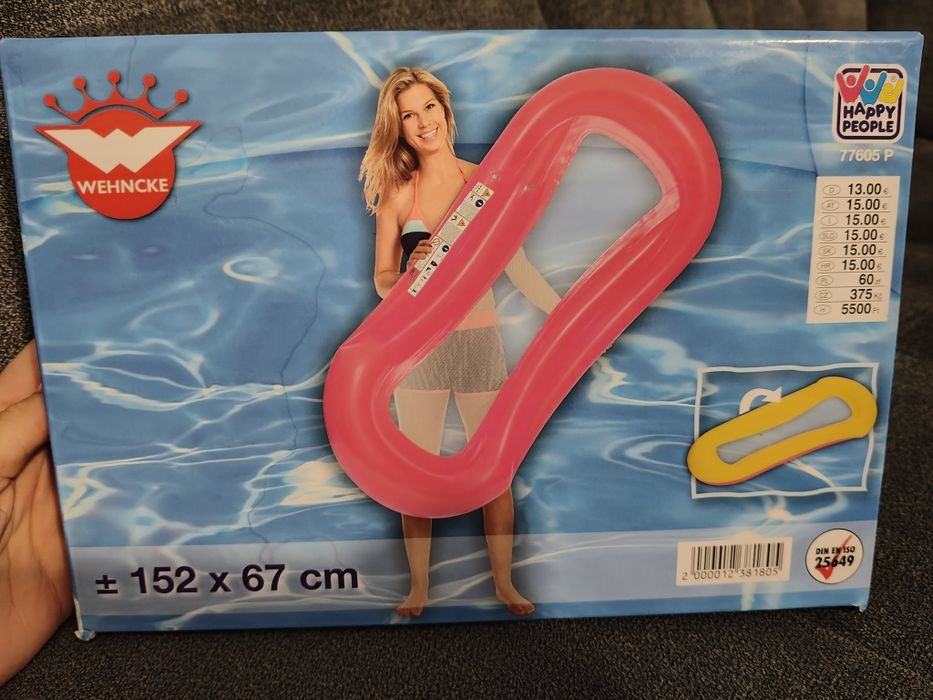 WEHNCKE
HAPPY
PEOPLE
77605 P
D 13.00 €
AT 15.00 €
I 15.00 €
SLO 15.00 €
SK 15.00 €
HR 15.00 €
PL 60 zł
CZ 375 Kč
H 5500 Ft
± 152 x 67 cm
2 000012 381805
DIN EN ISO
25649